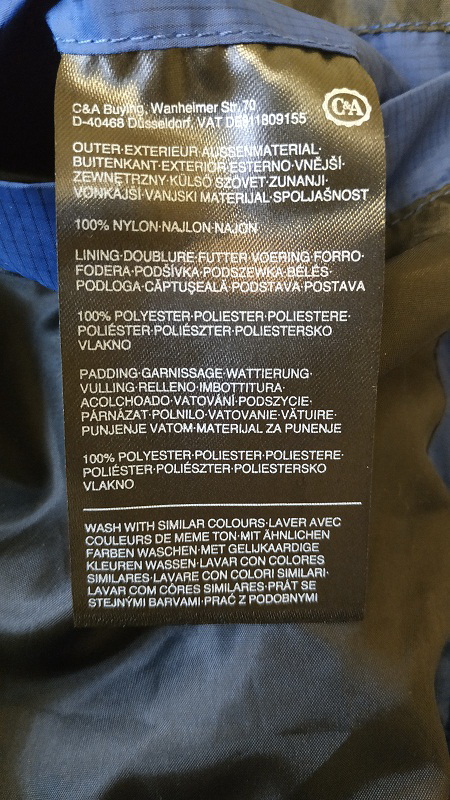 C&A Buying, Wanheimer Str. 70
D-40468 Düsseldorf, VAT DE811809155
C&A
OUTER·EXTERIEUR·AUSSENMATERIAL·
BUITENKANT·EXTERIOR·ESTERNO·VNĚJŠÍ·
ZEWNĘTRZNY·KÜLSŐ SZÖVET·ZUNANJI·
VONKAJŠÍ·VANJSKI MATERIJAL·SPOLJAŠNOST
100% NYLON·NAJLON·NAJON
LINING·DOUBLURE·FUTTER·VOERING·FORRO·
FODERA·PODŠÍVKA·PODSZEWKA·BÉLÉS·
PODLOGA·CĂPTUŞEALĂ·PODSTAVA·POSTAVA
100% POLYESTER·POLIESTER·POLIESTERE·
POLIÉSTER·POLIÉSZTER·POLIESTERSKO
VLAKNO
PADDING·GARNISSAGE·WATTIERUNG·
VULLING·RELLENO·IMBOTTITURA·
ACOLCHOADO·VATOVÁNÍ·PODSZYCIE·
PÁRNÁZAT·POLNILO·VATOVANIE·VĂTUIRE·
PUNJENJE VATOM·MATERIJAL ZA PUNENJE
100% POLYESTER·POLIESTER·POLIESTERE·
POLIÉSTER·POLIÉSZTER·POLIESTERSKO
VLAKNO
WASH WITH SIMILAR COLOURS·LAVER AVEC
COULEURS DE MEME TON·MIT ÄHNLICHEN
FARBEN WASCHEN·MET GELIJKAARDIGE
KLEUREN WASSEN·LAVAR CON COLORES
SIMILARES·LAVARE CON COLORI SIMILARI·
LAVAR COM CÔRES SIMILARES·PRÁT SE
STEJNÝMI BARVAMI·PRAĆ Z PODOBNYMI